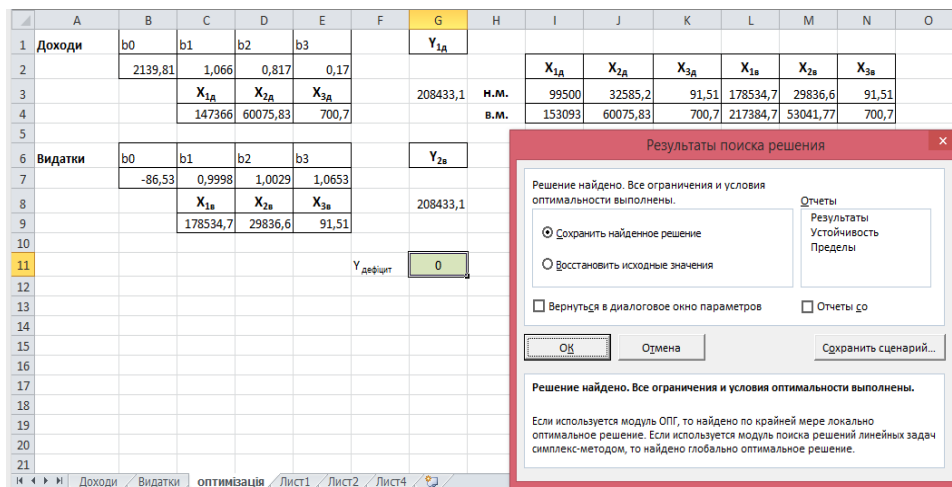 A B C D E F G H I J K L M N O
1 Доходи b0 b1 b2 b3 Y1д
2 2139,81 1,066 0,817 0,17 X1д X2д X3д X1в X2в X3в
3 X1д X2д X3д 208433,1 н.м. 99500 32585,2 91,51 178534,7 29836,6 91,51
4 147366 60075,83 700,7 в.м. 153093 60075,83 700,7 217384,7 53041,77 700,7
5
6 Видатки b0 b1 b2 b3 Y2в
7 -86,53 0,9998 1,0029 1,0653
8 X1в X2в X3в 208433,1
9 178534,7 29836,6 91,51
10
11 Y дефіцит 0
12
13
14
15
16
17
18
19
20
21
Доходи Видатки оптимізація Лист1 Лист2 Лист4
Результаты поиска решения
x
Решение найдено. Все ограничения и условия
оптимальности выполнены.
Отчеты
Результаты
Устойчивость
Пределы
Сохранить найденное решение
Восстановить исходные значения
Вернуться в диалоговое окно параметров
Отчеты со
ОК
Отмена
Сохранить сценарий...
Решение найдено. Все ограничения и условия оптимальности выполнены.
Если используется модуль ОПГ, то найдено по крайней мере локально
оптимальное решение. Если используется модуль поиска решений линейных задач
симплекс-методом, то найдено глобально оптимальное решение.